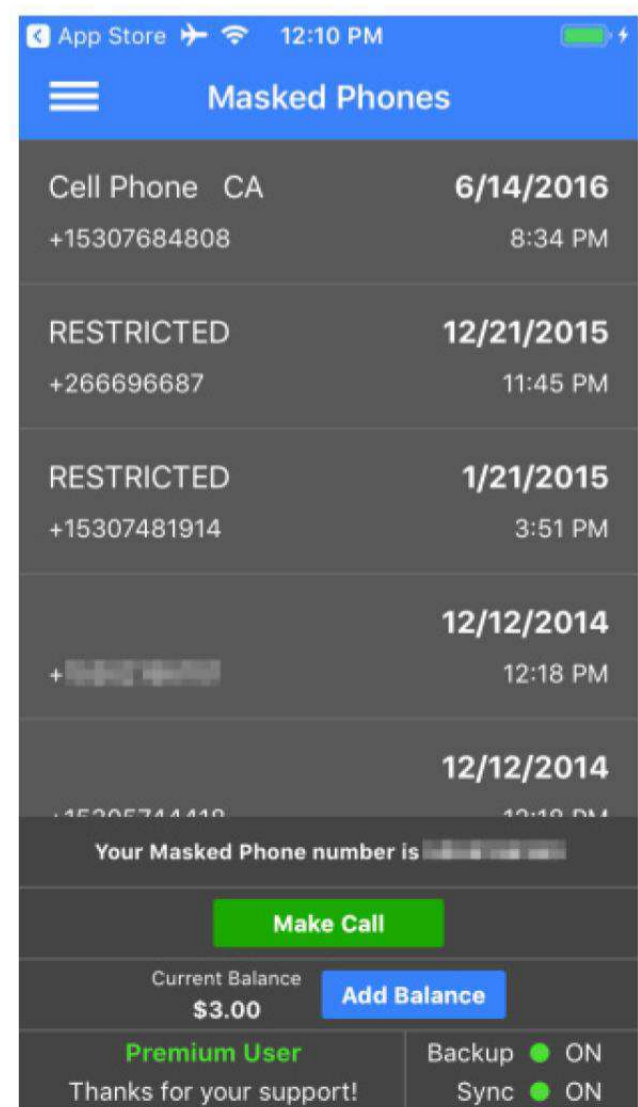 App Store 12:10 PM
Masked Phones
Cell Phone CA 6/14/2016
+15307684808 8:34 PM
RESTRICTED 12/21/2015
+266696687 11:45 PM
RESTRICTED 1/21/2015
+15307481914 3:51 PM
12/12/2014
+ 12:18 PM
12/12/2014
Your Masked Phone number is
Make Call
Current Balance
$3.00 Add Balance
Premium User Backup ON
Thanks for your support! Sync ON